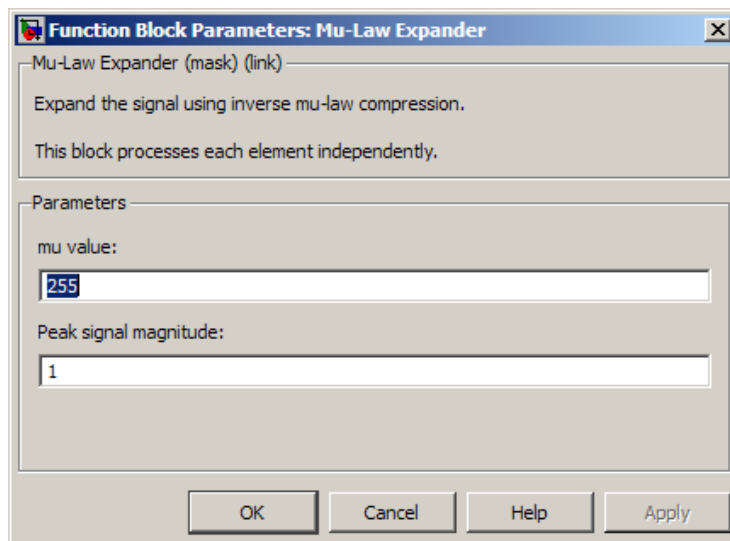 Function Block Parameters: Mu-Law Expander
Mu-Law Expander (mask) (link)
Expand the signal using inverse mu-law compression.
This block processes each element independently.
Parameters
mu value:
255
Peak signal magnitude:
1
OK Cancel Help Apply